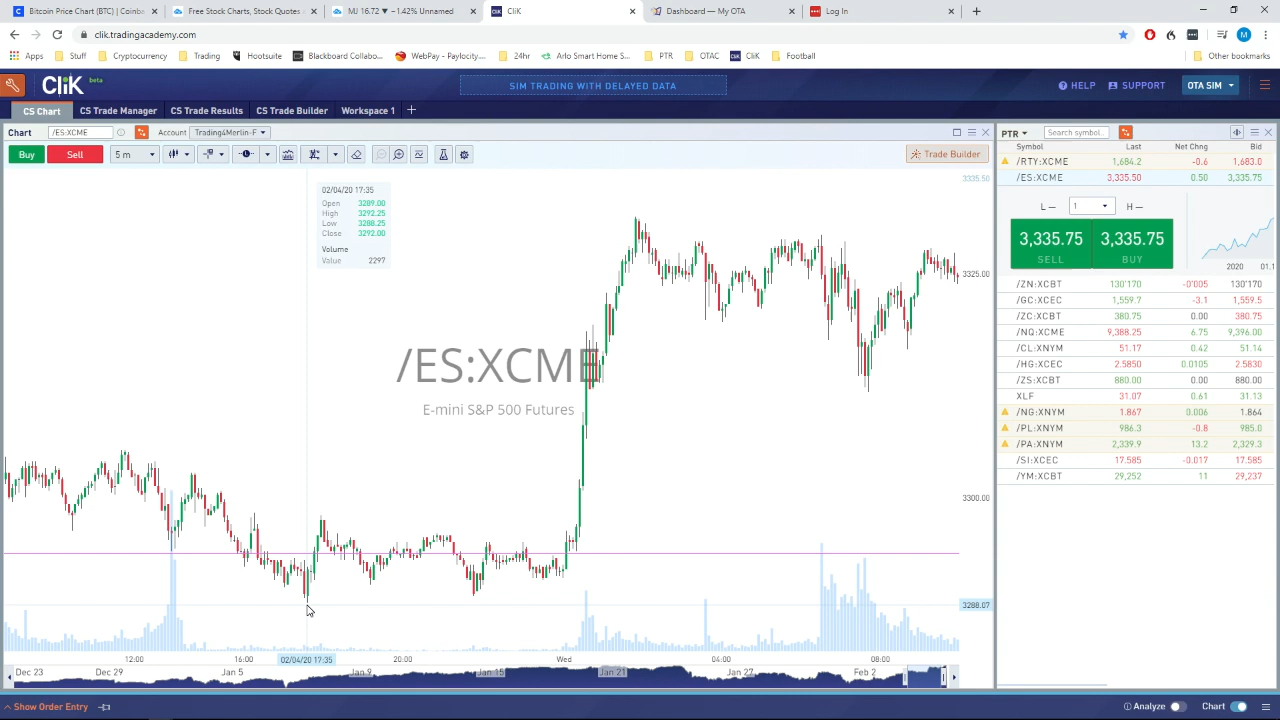 Bitcoin Price Chart (BTC) | Coinb
Free Stock Charts, Stock Quotes
MJ 16.72 ▼ −1.42% Unnamed
CliK
Dashboard — My OTA
Log In
clik.tradingacademy.com
Apps Stuff Cryptocurrency Trading Hootsuite Blackboard Collabo... WebPay - Paylocity... 24hr Arlo Smart Home S... PTR OTAC CliK Football Other bookmarks
CliK beta
SIM TRADING WITH DELAYED DATA
HELP SUPPORT OTA SIM
CS Chart CS Trade Manager CS Trade Results CS Trade Builder Workspace 1 +
Chart /ES:XCME Account Trading4Merlin-F
Buy Sell 5 m Trade Builder
02/04/20 17:35
Open 3289.00
High 3292.25
Low 3288.25
Close 3292.00
Volume
Value 2297
/ES:XCME
E-mini S&P 500 Futures
3335.50
3325.00
3300.00
3288.07
12:00 16:00 02/04/20 17:35 20:00 Wed 04:00 08:00
Dec 23 Dec 29 Jan 5 Jan 9 Jan 15 Jan 21 Jan 27 Feb 2
PTR Search symbol...
Symbol Last Net Chng Bid
/RTY:XCME 1,684.2 -0.6 1,683.0
/ES:XCME 3,335.50 0.50 3,335.75
L — 1 H —
3,335.75 3,335.75
SELL BUY
2020 01.1
/ZN:XCBT 130'170 -0'005 130'170
/GC:XCEC 1,559.7 -3.1 1,559.5
/ZC:XCBT 380.75 0.00 380.75
/NQ:XCME 9,388.25 6.75 9,396.00
/CL:XNYM 51.17 0.42 51.14
/HG:XCEC 2.5850 0.0105 2.5830
/ZS:XCBT 880.00 0.00 880.00
XLF 31.07 0.61 31.13
/NG:XNYM 1.867 0.006 1.864
/PL:XNYM 986.3 -0.8 985.0
/PA:XNYM 2,339.9 13.2 2,329.3
/SI:XCEC 17.585 -0.017 17.585
/YM:XCBT 29,252 11 29,237
Show Order Entry
Analyze Chart